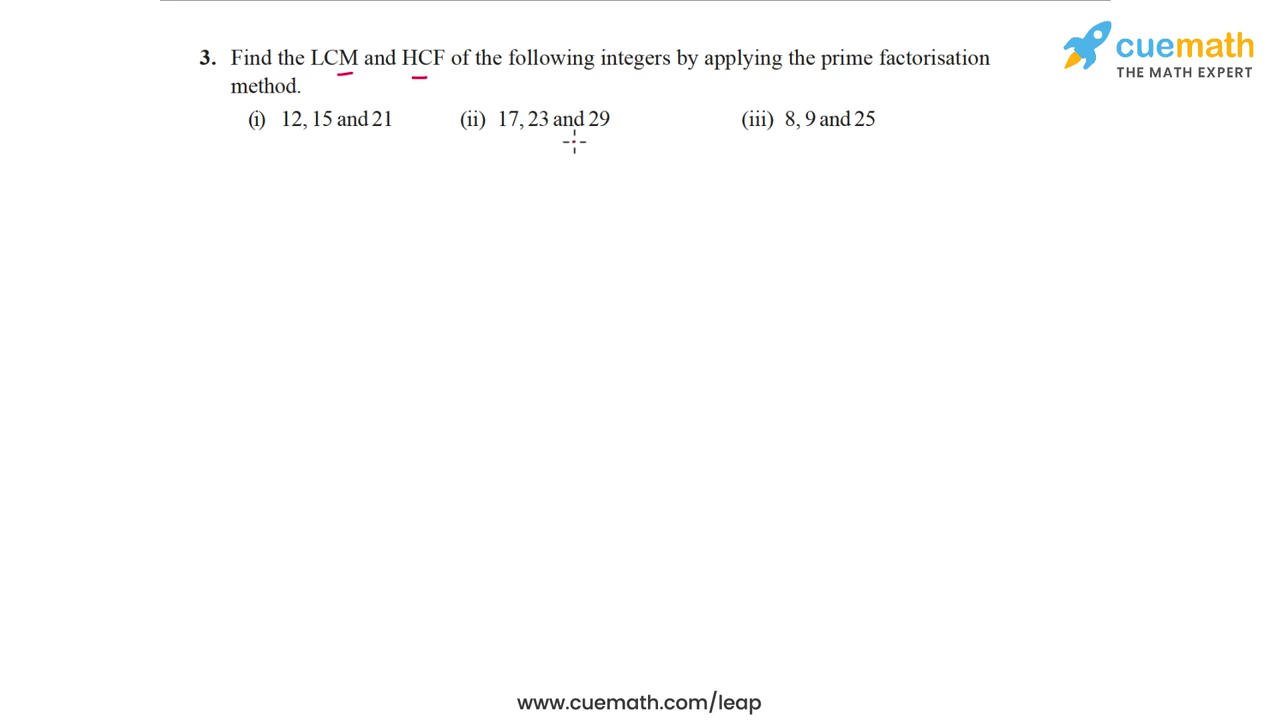 3. Find the LCM and HCF of the following integers by applying the prime factorisation
method.
(i) 12, 15 and 21 (ii) 17, 23 and 29 (iii) 8, 9 and 25
cuemath
THE MATH EXPERT
www.cuemath.com/leap